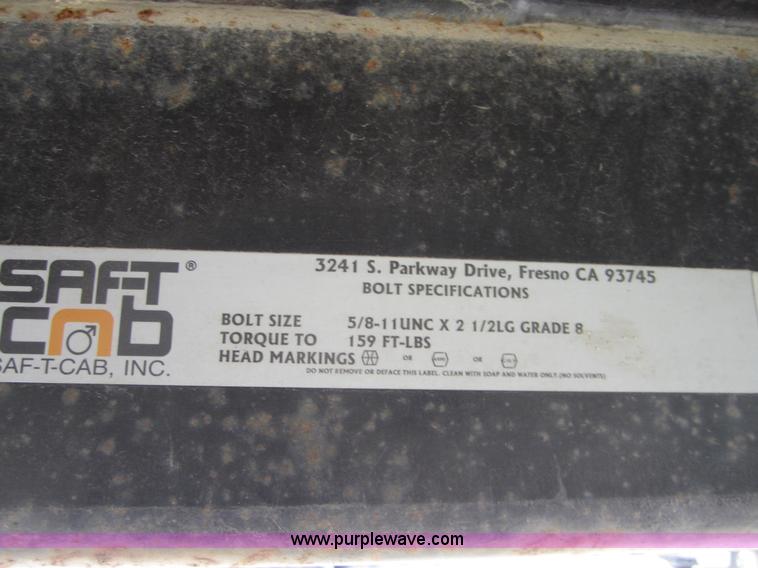 SAF-T ®
CAB
SAF-T-CAB, INC.
3241 S. Parkway Drive, Fresno CA 93745
BOLT SPECIFICATIONS
BOLT SIZE 5/8-11UNC X 2 1/2LG GRADE 8
TORQUE TO 159 FT-LBS
HEAD MARKINGS OR OR
DO NOT REMOVE OR DEFACE THIS LABEL. CLEAN WITH SOAP AND WATER ONLY. (NO SOLVENTS)
www.purplewave.com